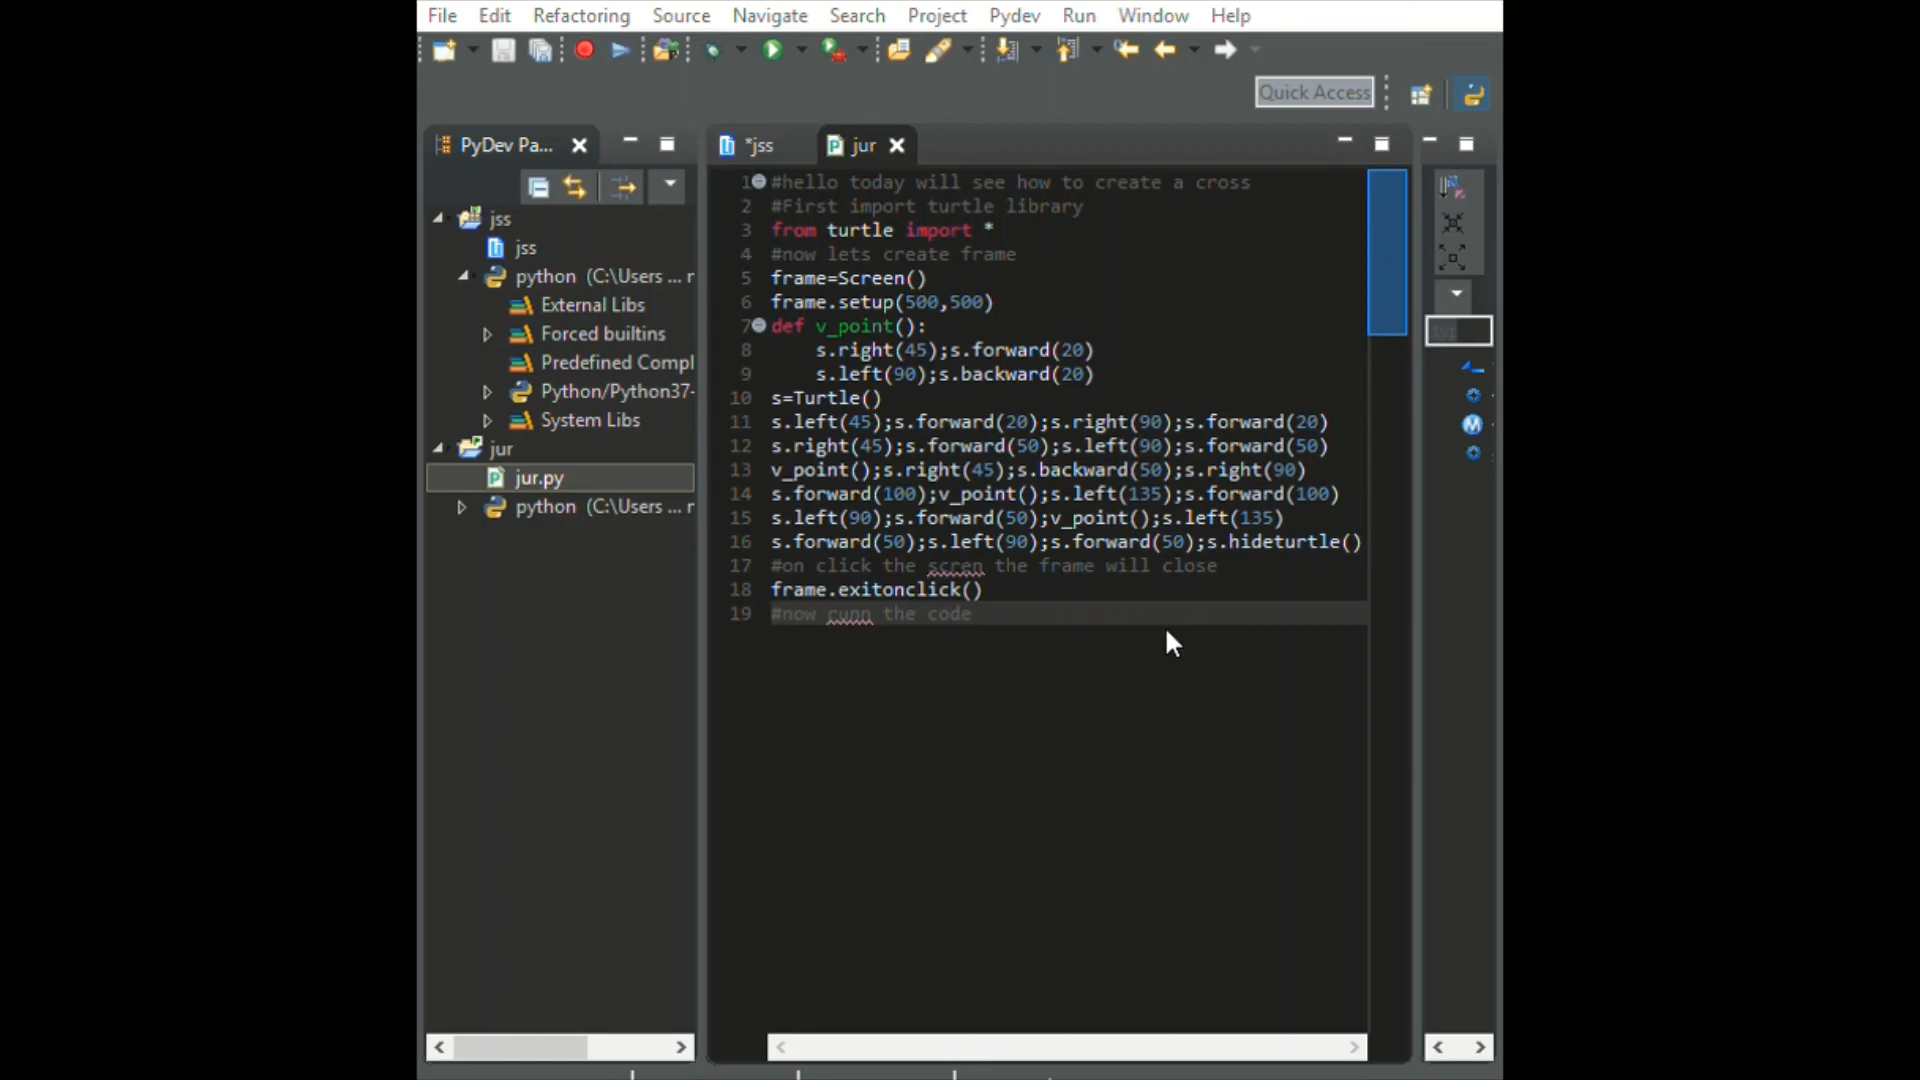 File Edit Refactoring Source Navigate Search Project Pydev Run Window Help
Quick Access
PyDev Pa...
jss
jss
python (C:\Users ... r
External Libs
Forced builtins
Predefined Compl
Python/Python37-
System Libs
jur
jur.py
python (C:\Users ... r
*jss
jur
1 #hello today will see how to create a cross
2 #First import turtle library
3 from turtle import *
4 #now lets create frame
5 frame=Screen()
6 frame.setup(500,500)
7 def v_point():
8 s.right(45);s.forward(20)
9 s.left(90);s.backward(20)
10 s=Turtle()
11 s.left(45);s.forward(20);s.right(90);s.forward(20)
12 s.right(45);s.forward(50);s.left(90);s.forward(50)
13 v_point();s.right(45);s.backward(50);s.right(90)
14 s.forward(100);v_point();s.left(135);s.forward(100)
15 s.left(90);s.forward(50);v_point();s.left(135)
16 s.forward(50);s.left(90);s.forward(50);s.hideturtle()
17 #on click the scren the frame will close
18 frame.exitonclick()
19 #now runn the code